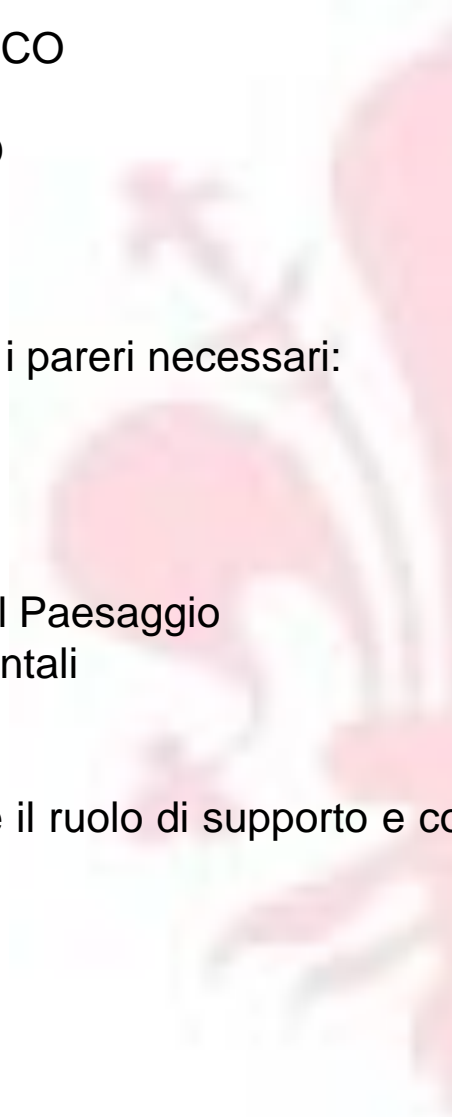 CO
O
i pareri necessari:
l Paesaggio
ntali
e il ruolo di supporto e co